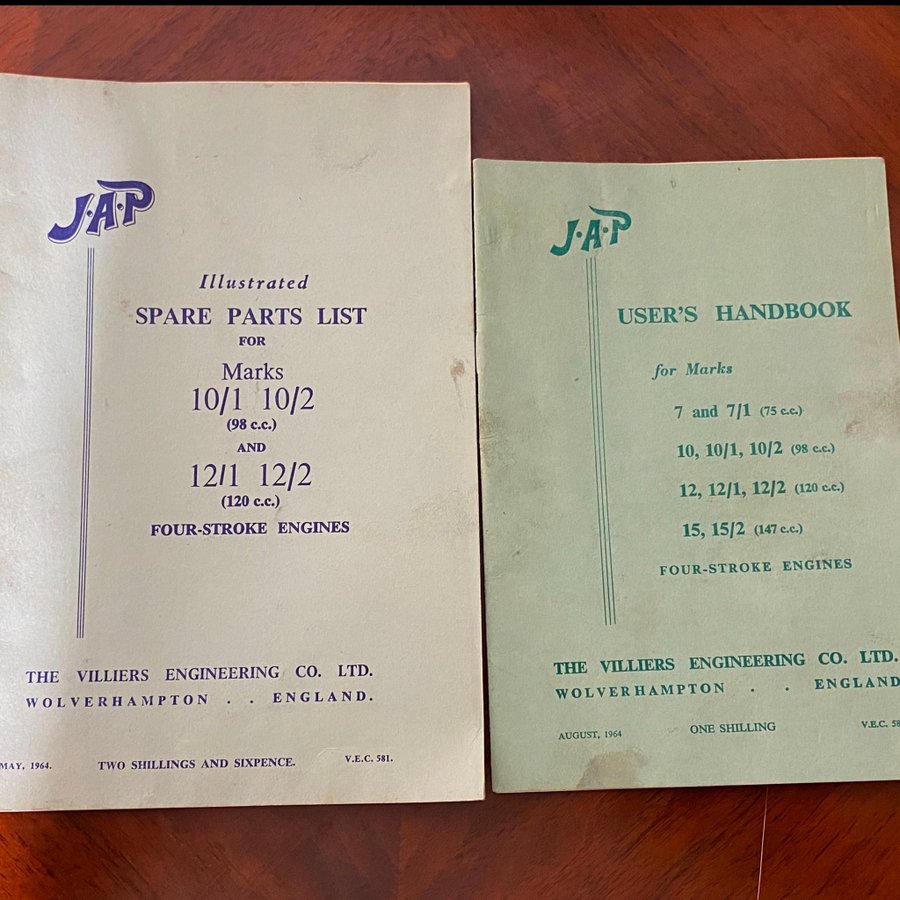 J·A·P
Illustrated
SPARE PARTS LIST
FOR
Marks
10/1 10/2
(98 c.c.)
AND
12/1 12/2
(120 c.c.)
FOUR-STROKE ENGINES
THE VILLIERS ENGINEERING CO. LTD.
WOLVERHAMPTON . . ENGLAND.
MAY, 1964. TWO SHILLINGS AND SIXPENCE. V.E.C. 581.
J·A·P
USER'S HANDBOOK
for Marks
7 and 7/1 (75 c.c.)
10, 10/1, 10/2 (98 c.c.)
12, 12/1, 12/2 (120 c.c.)
15, 15/2 (147 c.c.)
FOUR-STROKE ENGINES
THE VILLIERS ENGINEERING CO. LTD.
WOLVERHAMPTON . . ENGLAND
AUGUST, 1964 ONE SHILLING V.E.C.